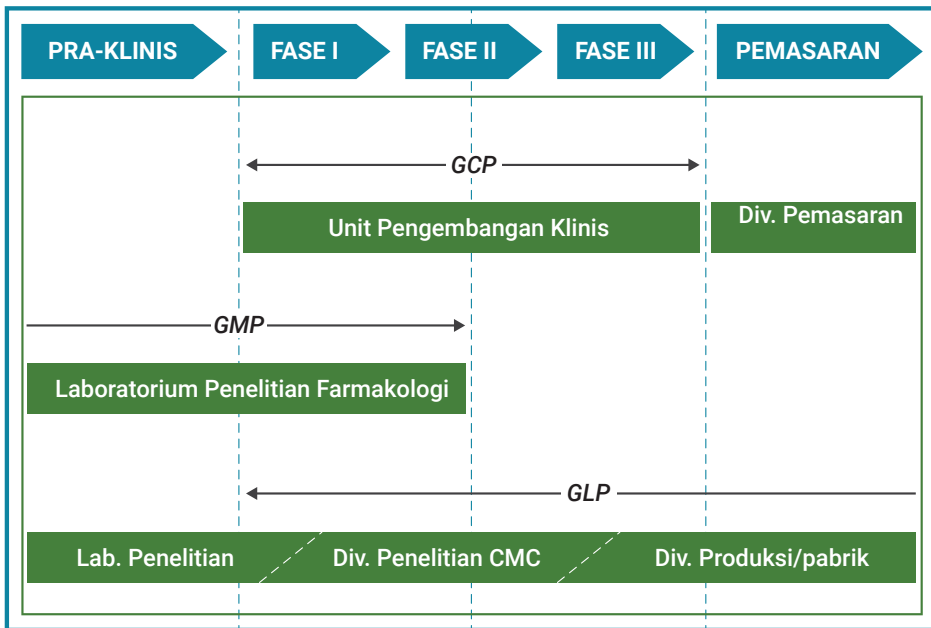 PRA-KLINIS
FASE I
FASE II
FASE III
PEMASARAN
GCP
Unit Pengembangan Klinis
Div. Pemasaran
GMP
Laboratorium Penelitian Farmakologi
GLP
Lab. Penelitian
Div. Penelitian CMC
Div. Produksi/pabrik